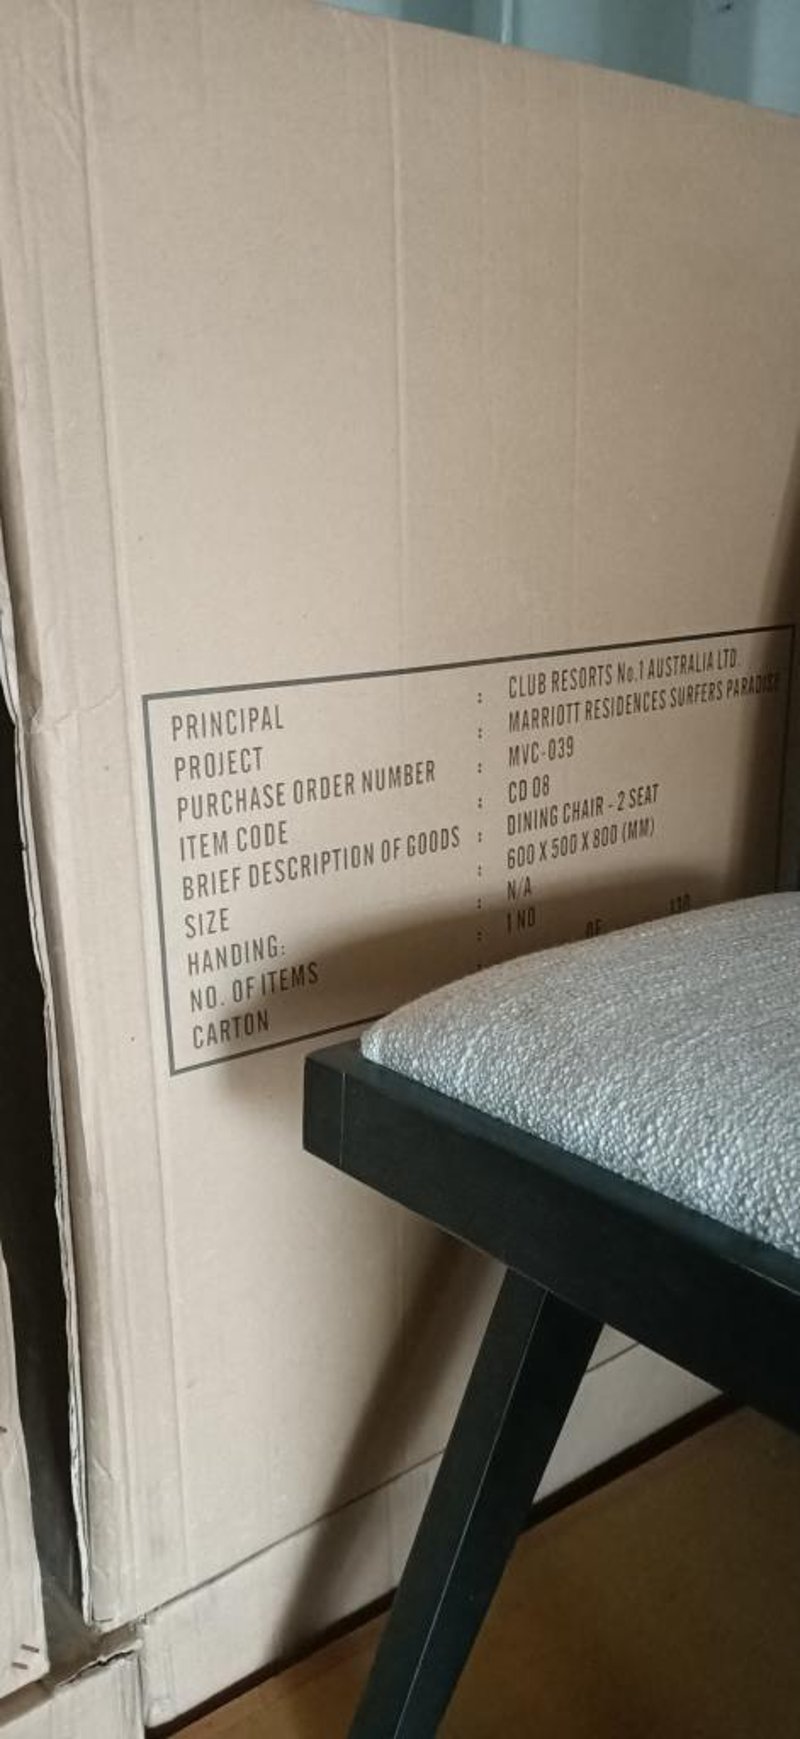 PRINCIPAL : CLUB RESORTS No.1 AUSTRALIA LTD.
PROJECT : MARRIOTT RESIDENCES SURFERS PARADISE
PURCHASE ORDER NUMBER : MVC-039
ITEM CODE : CD 08
BRIEF DESCRIPTION OF GOODS : DINING CHAIR - 2 SEAT
SIZE : 600 X 500 X 800 (MM)
HANDING: : N/A
NO. OF ITEMS : 1 NO
CARTON : OF 110